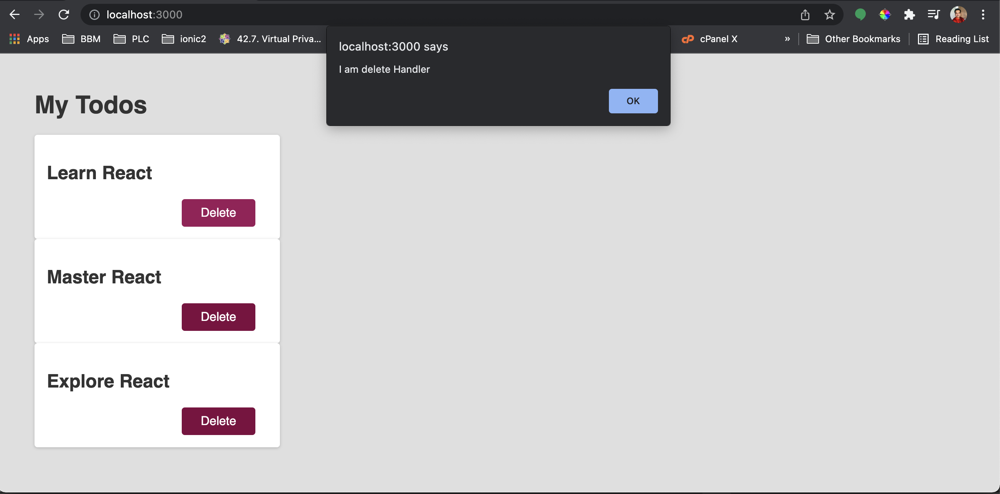 localhost:3000
Apps BBM PLC ionic2 42.7. Virtual Priva... cPanel X » Other Bookmarks Reading List
localhost:3000 says
I am delete Handler
OK
My Todos
Learn React
Delete
Master React
Delete
Explore React
Delete